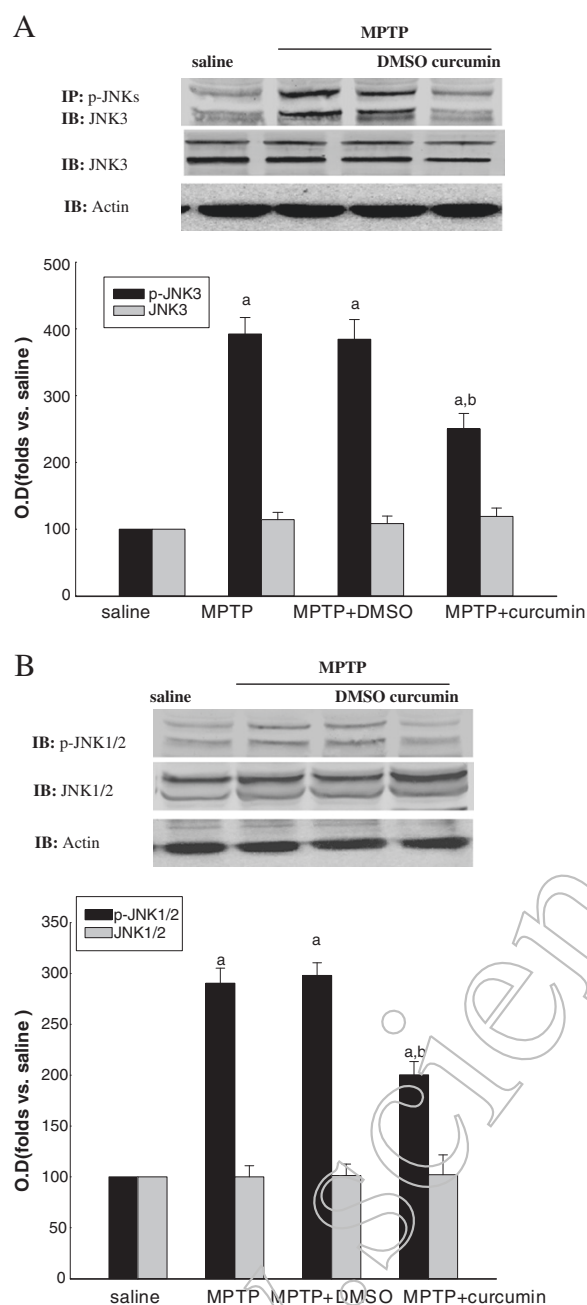 A
MPTP
saline DMSO curcumin
IP: p-JNKs
IB: JNK3
IB: JNK3
IB: Actin
500
400
300
200
100
0
O.D(folds vs. saline )
p-JNK3
JNK3
a
a
a,b
saline MPTP MPTP+DMSO MPTP+curcumin
B
MPTP
saline DMSO curcumin
IB: p-JNK1/2
IB: JNK1/2
IB: Actin
350
300
250
200
150
100
50
0
O.D(folds vs. saline )
p-JNK1/2
JNK1/2
a
a
a,b
saline MPTP MPTP+DMSO MPTP+curcumin
.scien